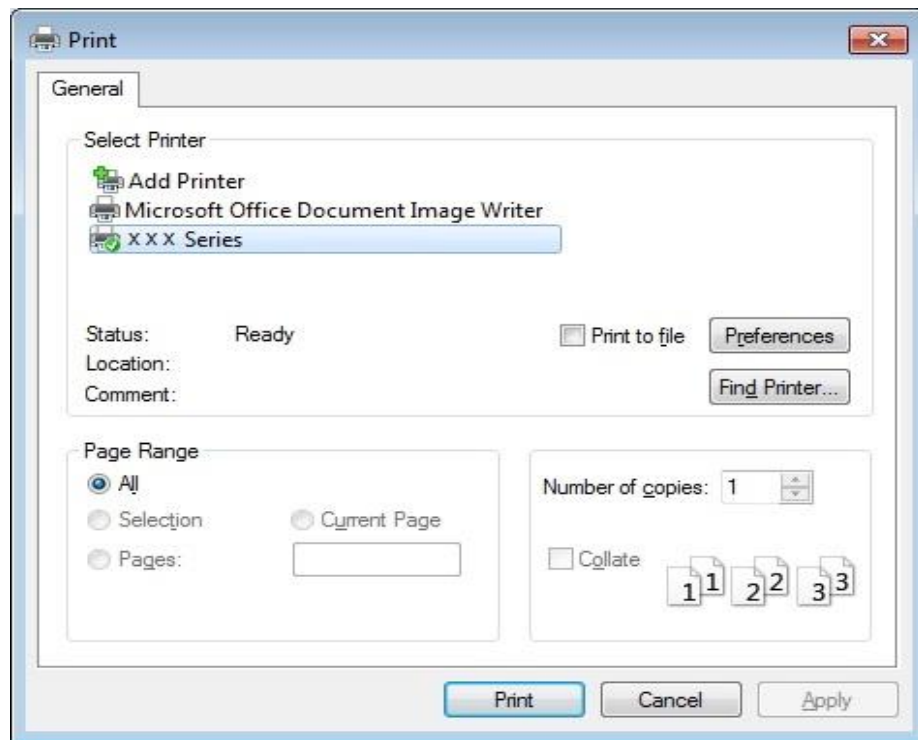 Print
General
Select Printer
Add Printer
Microsoft Office Document Image Writer
XXX Series
Status: Ready
Location:
Comment:
Print to file
Preferences
Find Printer...
Page Range
All
Selection
Current Page
Pages:
Number of copies: 1
Collate
1 1 2 2 3 3
Print
Cancel
Apply